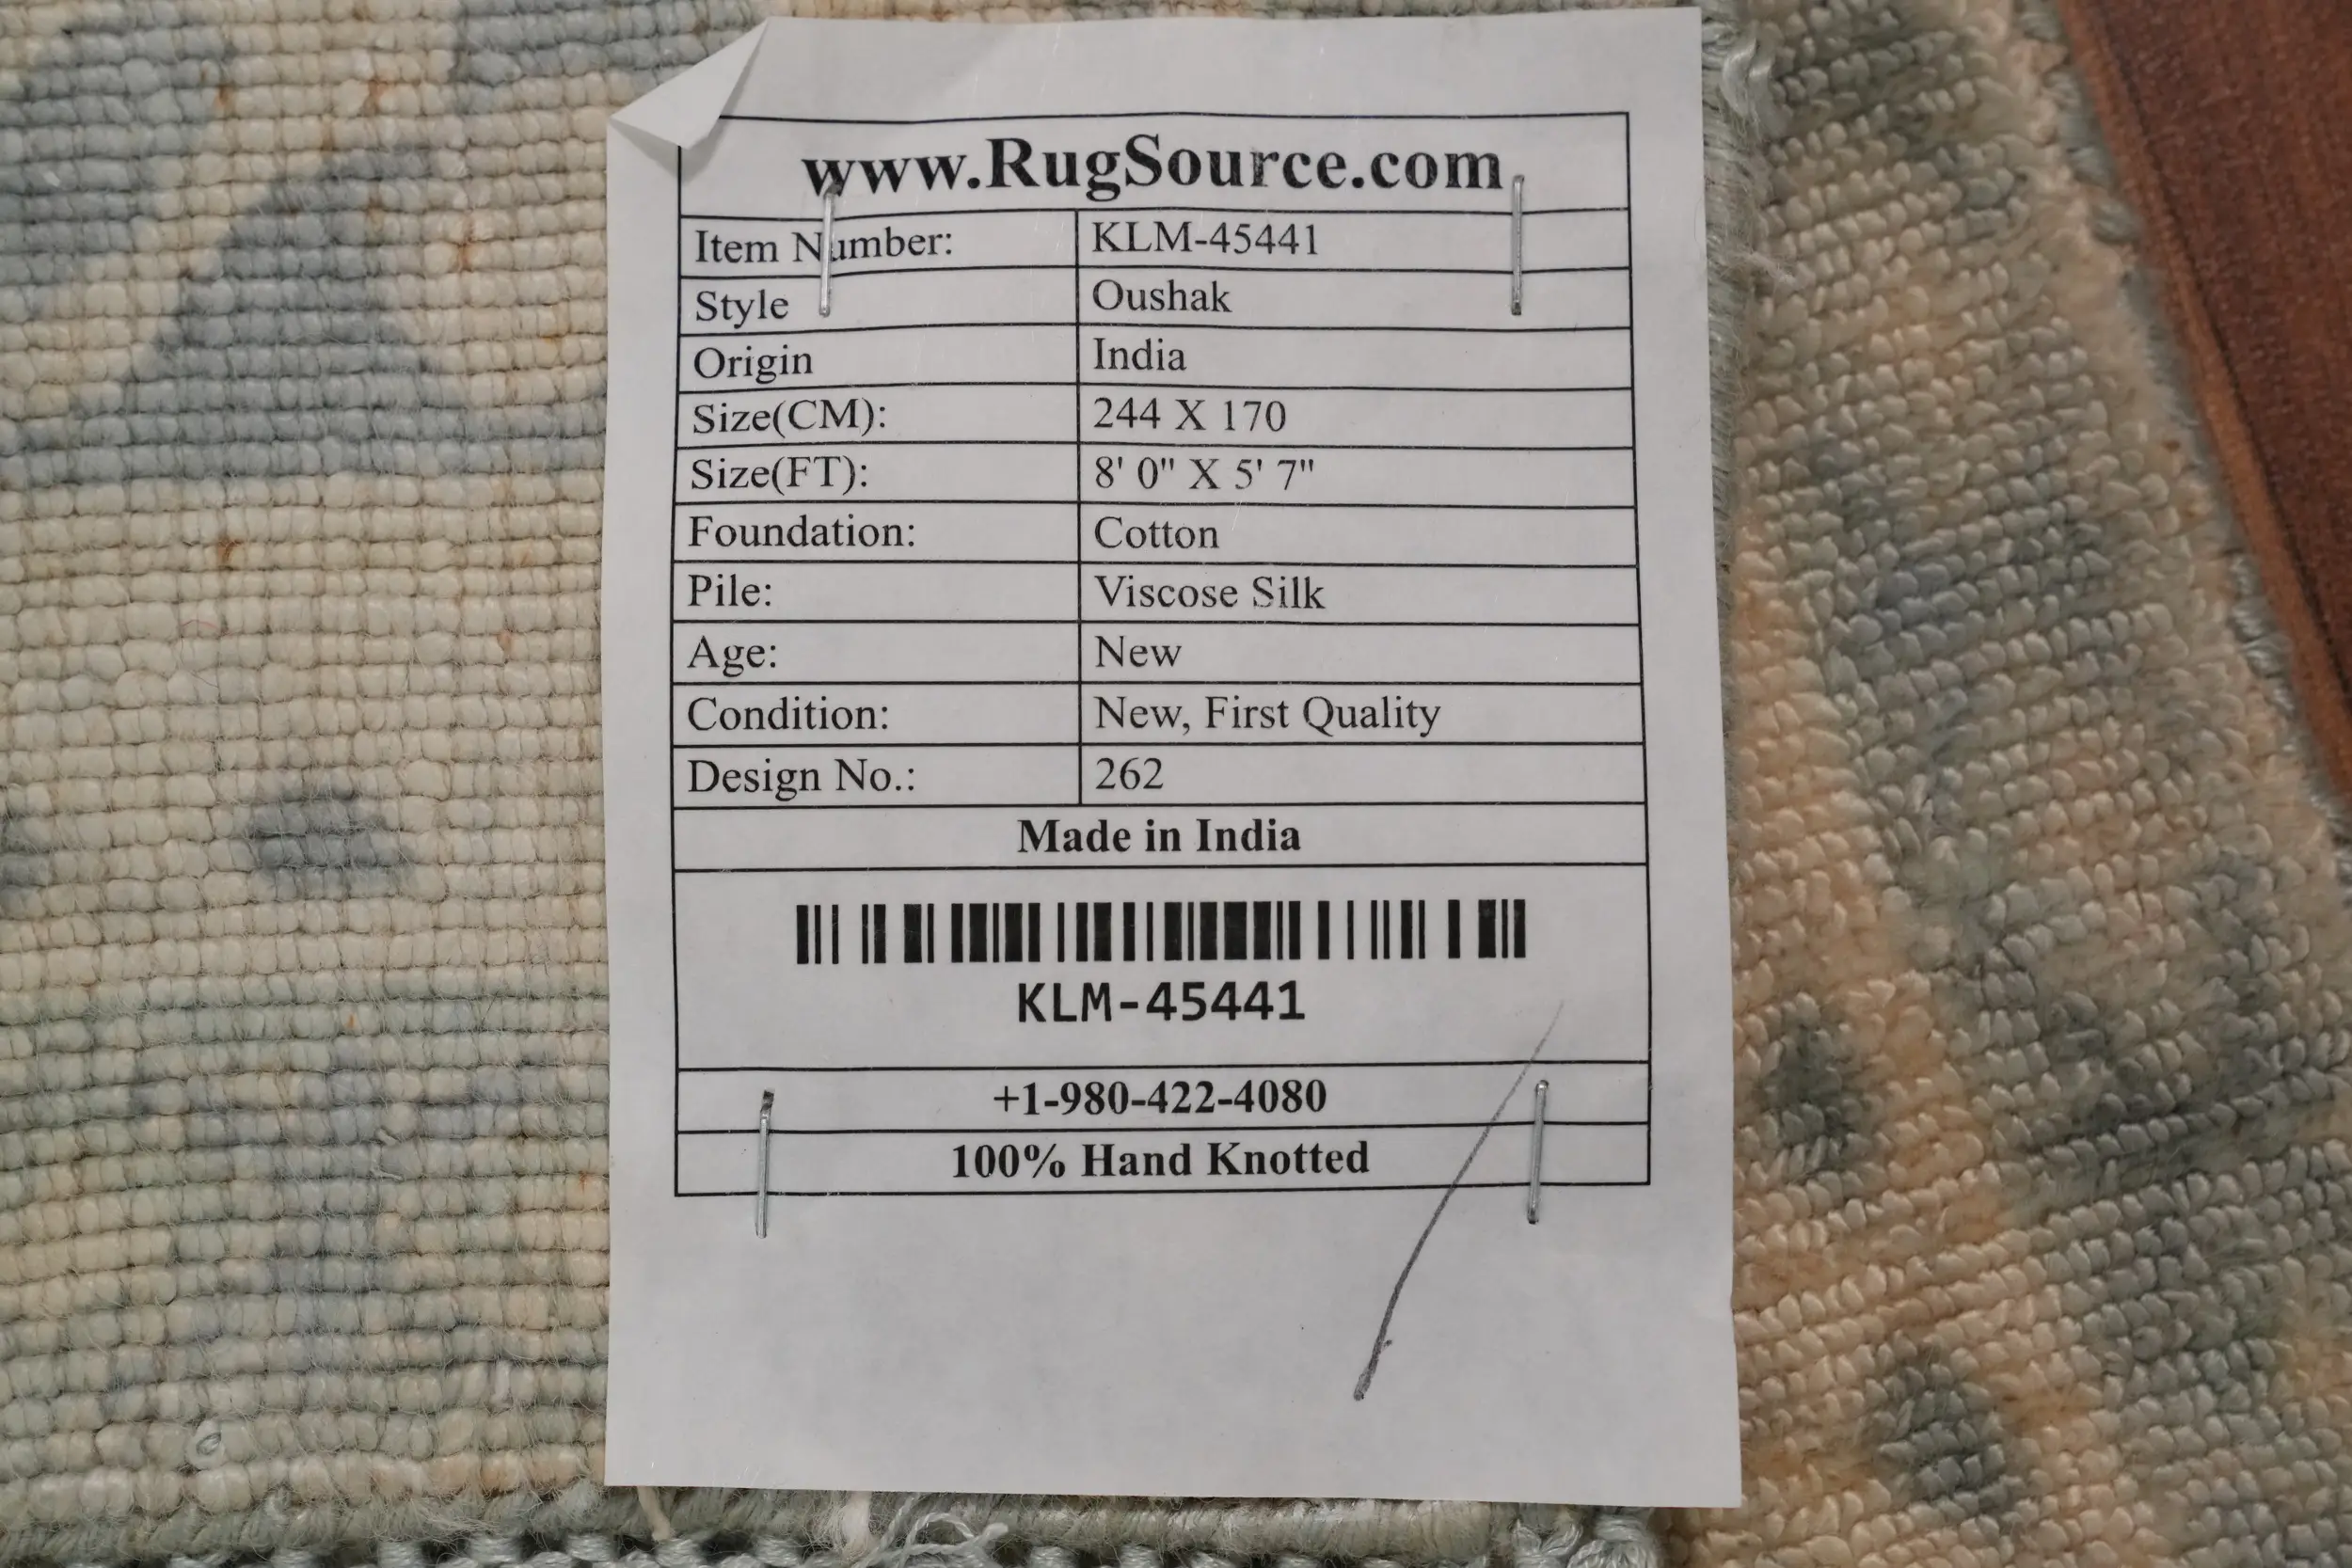 www.RugSource.com
Item Number: KLM-45441
Style Oushak
Origin India
Size(CM): 244 X 170
Size(FT): 8' 0" X 5' 7"
Foundation: Cotton
Pile: Viscose Silk
Age: New
Condition: New, First Quality
Design No.: 262
Made in India
KLM-45441
+1-980-422-4080
100% Hand Knotted